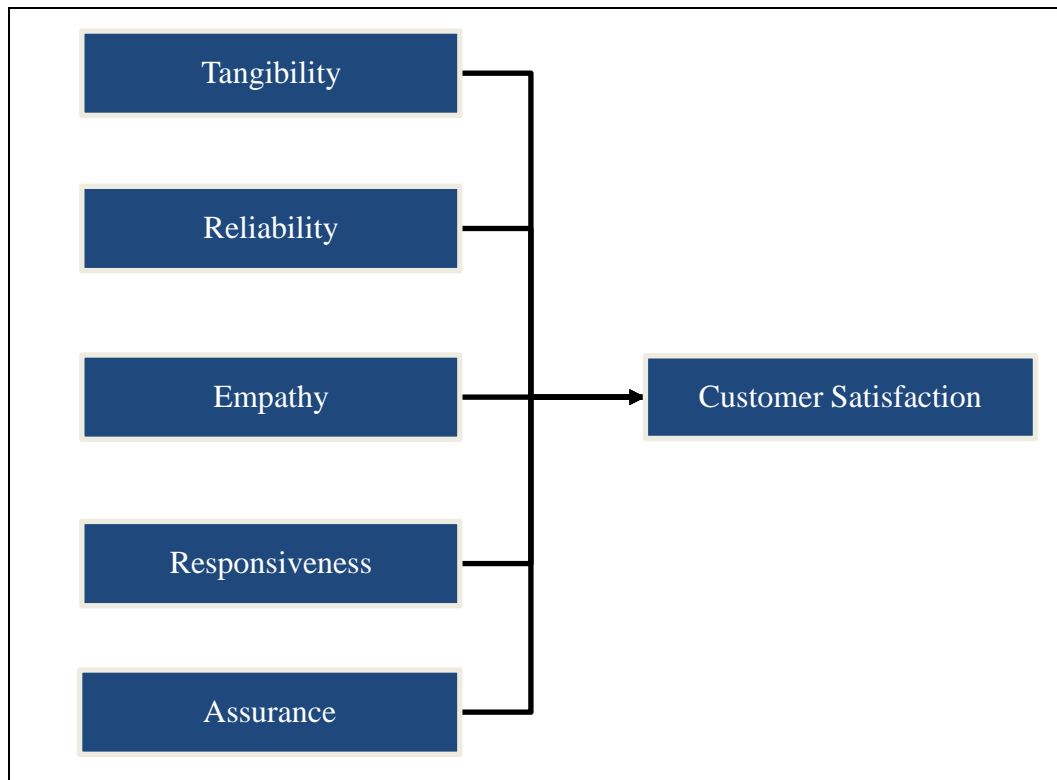 Tangibility
Reliability
Empathy
Customer Satisfaction
Responsiveness
Assurance